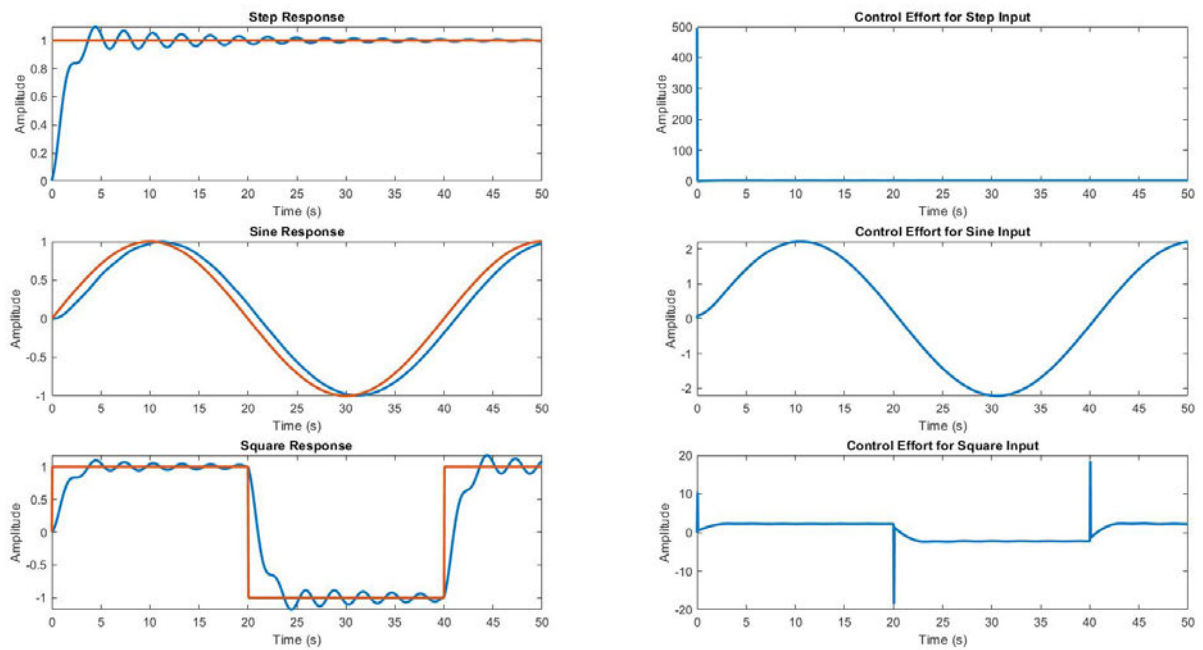 Step Response
Amplitude
1
0.8
0.6
0.4
0.2
0
0 5 10 15 20 25 30 35 40 45 50
Time (s)
Control Effort for Step Input
Amplitude
500
400
300
200
100
0
0 5 10 15 20 25 30 35 40 45 50
Time (s)
Sine Response
Amplitude
1
0.5
0
-0.5
-1
0 5 10 15 20 25 30 35 40 45 50
Time (s)
Control Effort for Sine Input
Amplitude
2
1
0
-1
-2
0 5 10 15 20 25 30 35 40 45 50
Time (s)
Square Response
Amplitude
1
0.5
0
-0.5
-1
0 5 10 15 20 25 30 35 40 45 50
Time (s)
Control Effort for Square Input
Amplitude
20
10
0
-10
-20
0 5 10 15 20 25 30 35 40 45 50
Time (s)